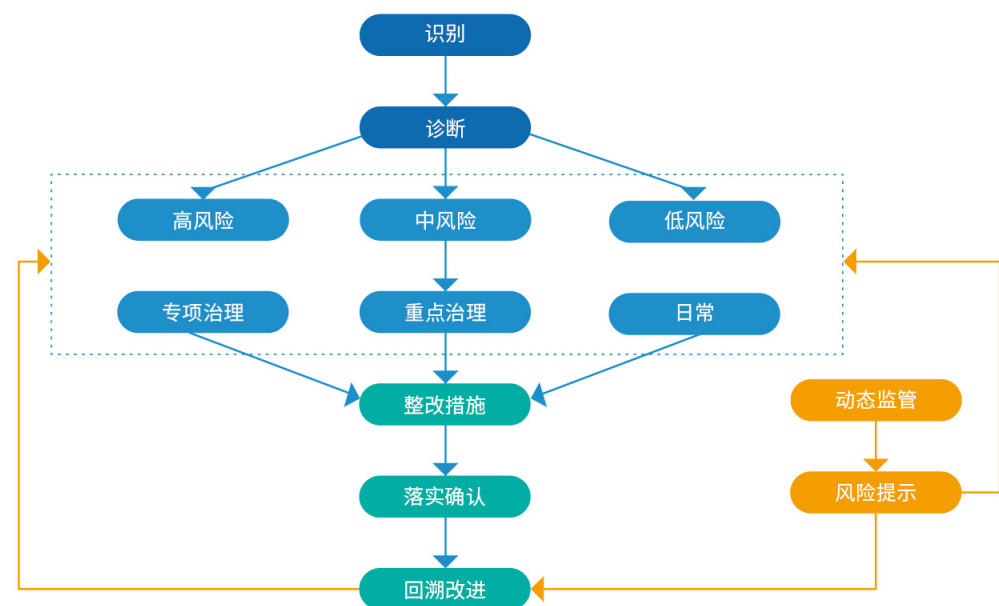 识别
诊断
高风险
中风险
低风险
专项治理
重点治理
日常
整改措施
动态监管
落实确认
风险提示
回溯改进